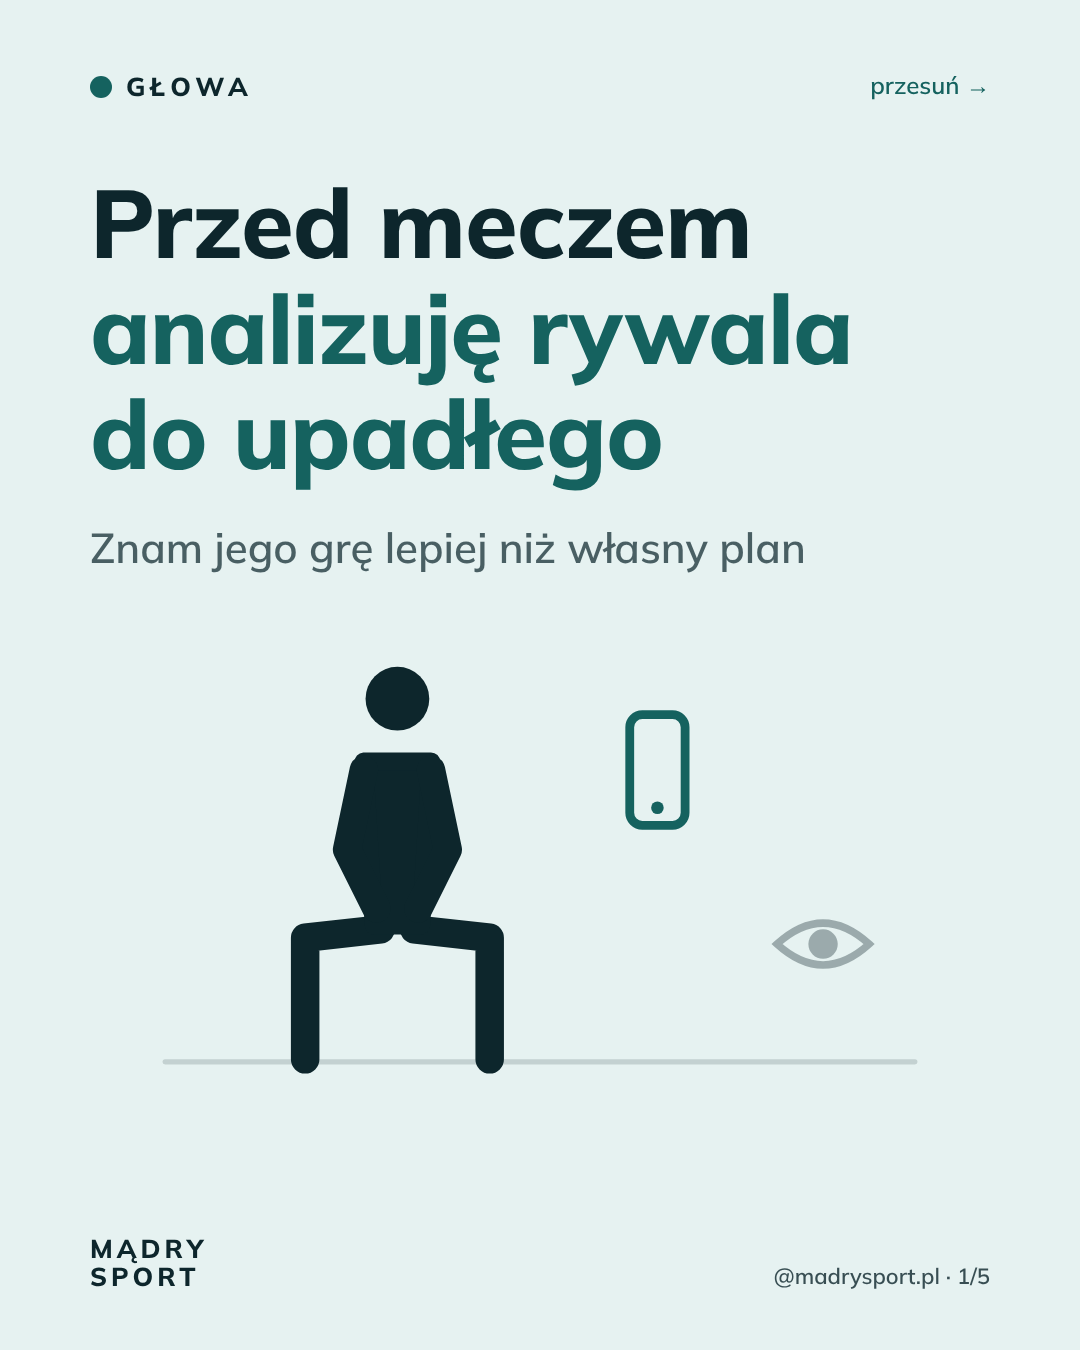 GŁOWA
przesuń →
Przed meczem
analizuję rywala
do upadłego
Znam jego grę lepiej niż własny plan
MĄDRY
SPORT
@madrysport.pl · 1/5